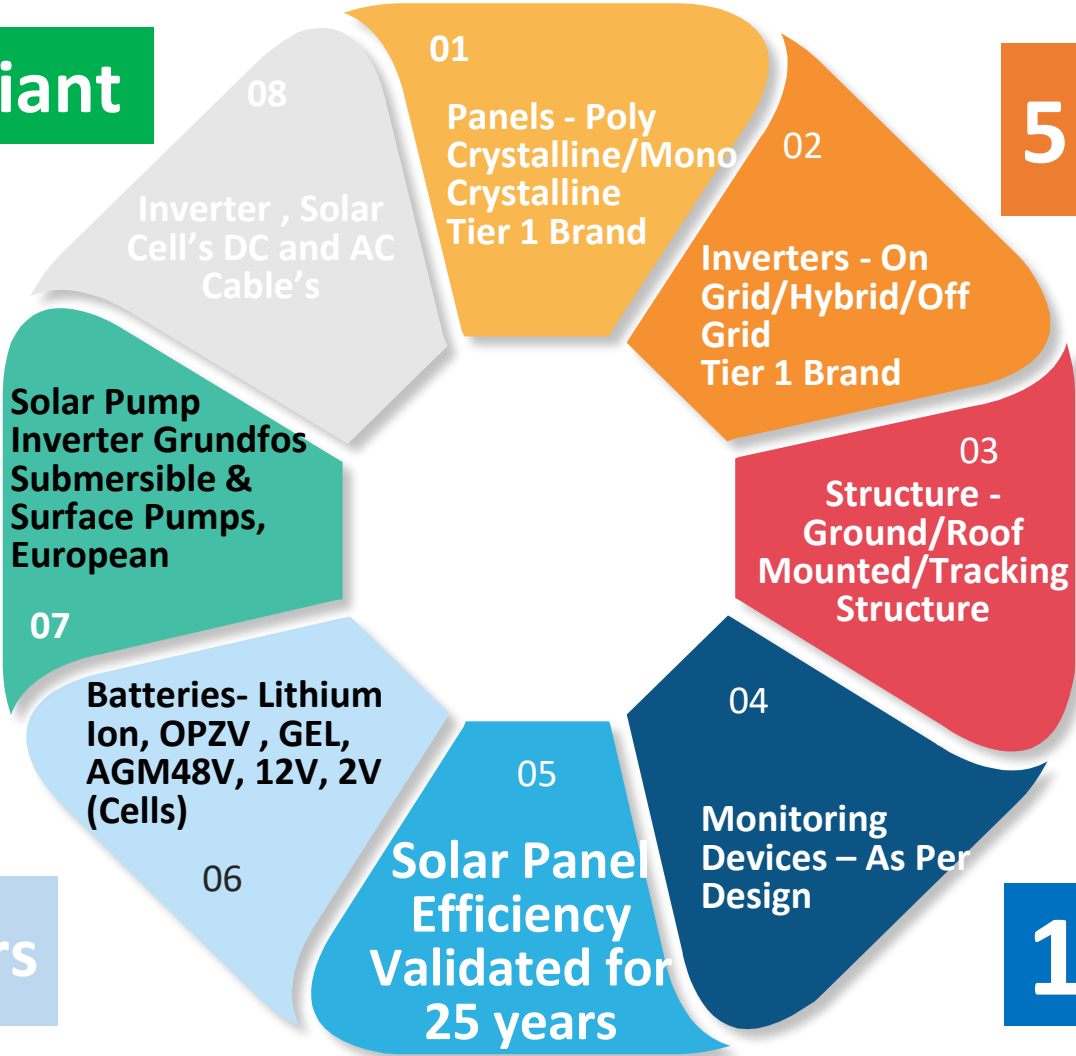 iant
5
01
Panels - Poly
Crystalline/Mono
Crystalline
Tier 1 Brand
02
Inverters - On
Grid/Hybrid/Off
Grid
Tier 1 Brand
03
Structure -
Ground/Roof
Mounted/Tracking
Structure
04
Monitoring
Devices – As Per
Design
05
Solar Panel
Efficiency
Validated for
25 years
Batteries- Lithium
Ion, OPZV , GEL,
AGM48V, 12V, 2V
(Cells)
06
Solar Pump
Inverter Grundfos
Submersible &
Surface Pumps,
European
07
08
Inverter , Solar
Cell’s DC and AC
Cable’s
rs
1